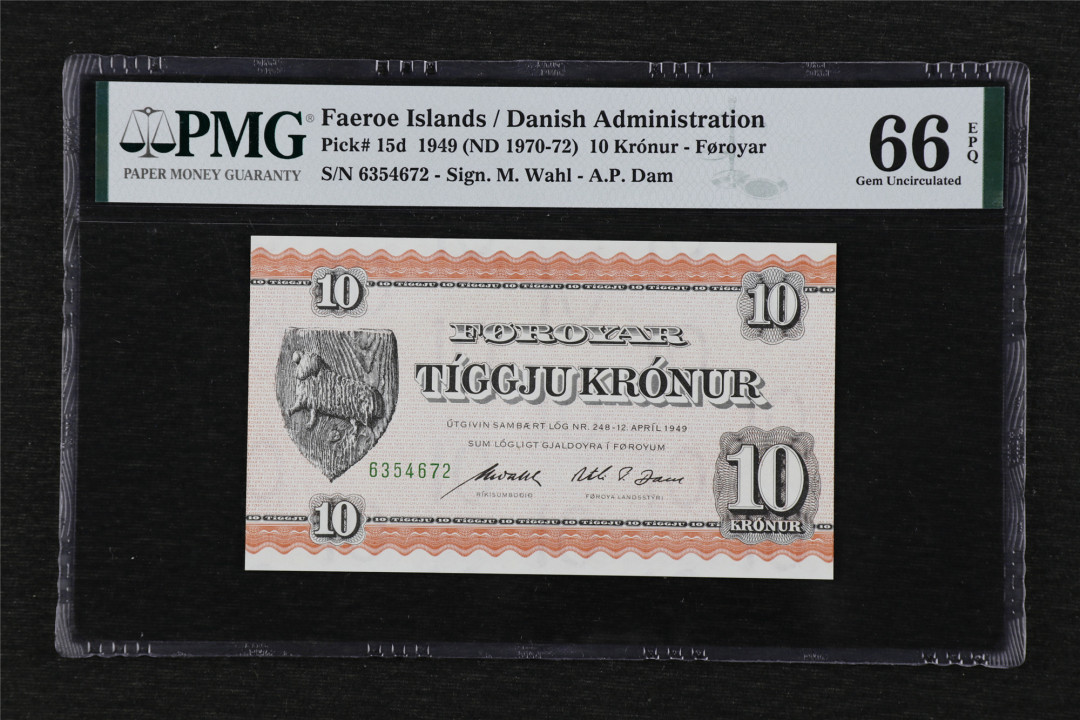 PMG®
PAPER MONEY GUARANTY
Faeroe Islands / Danish Administration
Pick# 15d 1949 (ND 1970-72) 10 Krónur - Føroyar
S/N 6354672 - Sign. M. Wahl - A.P. Dam
66
EPQ
Gem Uncirculated
10
10
FØROYAR
TÍGGJU KRÓNUR
ÚTGIVIN SAMBÆRT LÓG NR. 248-12. APRÍL 1949
SUM LÓGLIGT GJALDOYRA Í FØROYUM
6354672
RÍKISUMBOÐIÐ
FØROYA LANDSSTÝRI
10
10
KRÓNUR